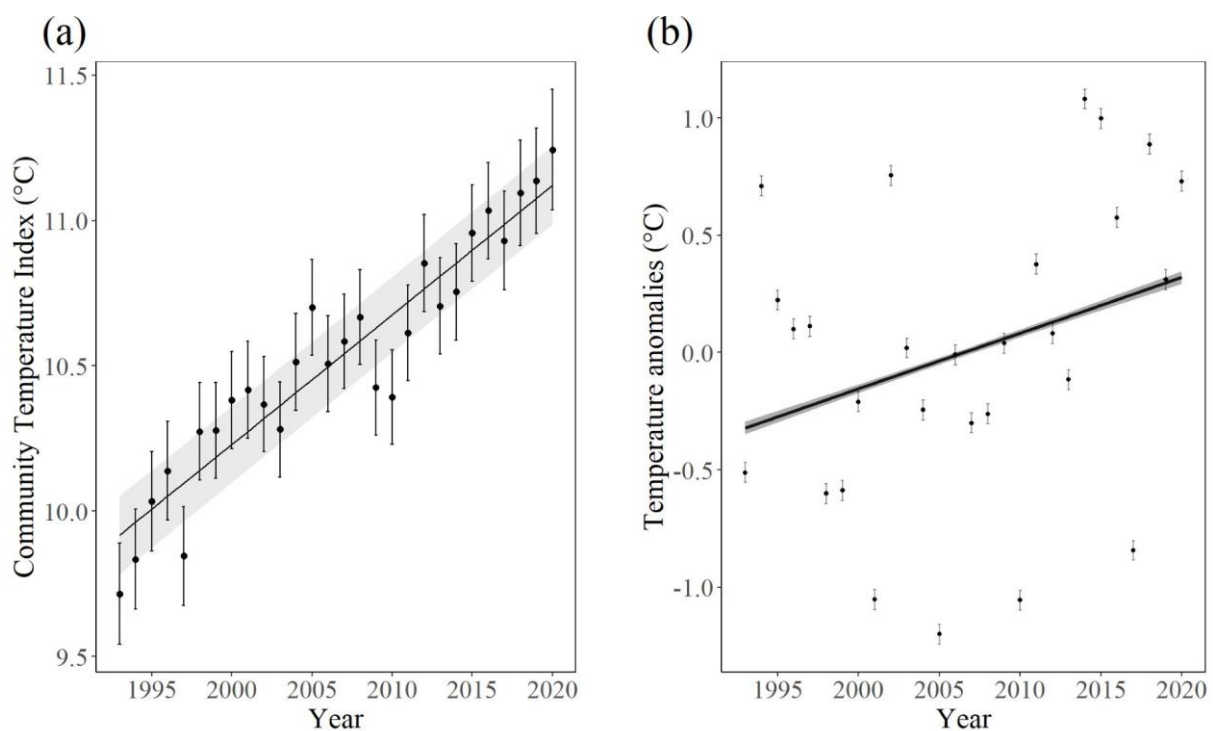 (a)
Community Temperature Index (°C)
11.5
11.0
10.5
10.0
9.5
1995 2000 2005 2010 2015 2020
Year
(b)
Temperature anomalies (°C)
1.0
0.5
0.0
-0.5
-1.0
1995 2000 2005 2010 2015 2020
Year